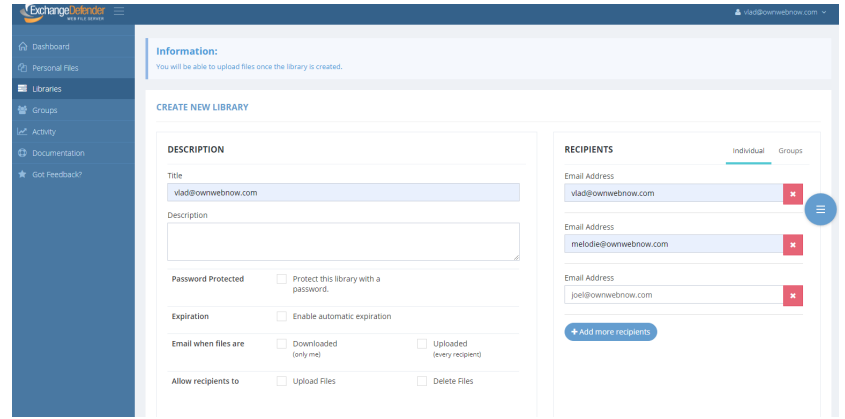 ExchangeDefender
WEB FILE SERVER
vlad@ownwebnow.com
Dashboard
Personal Files
Libraries
Groups
Activity
Documentation
Got Feedback?
Information:
You will be able to upload files once the library is created.
CREATE NEW LIBRARY
DESCRIPTION
Title
vlad@ownwebnow.com
Description
Password Protected
Protect this library with a
password.
Expiration
Enable automatic expiration
Email when files are
Downloaded
(only me)
Uploaded
(every recipient)
Allow recipients to
Upload Files
Delete Files
RECIPIENTS
Individual
Groups
Email Address
vlad@ownwebnow.com
Email Address
melodie@ownwebnow.com
Email Address
joel@ownwebnow.com
+ Add more recipients